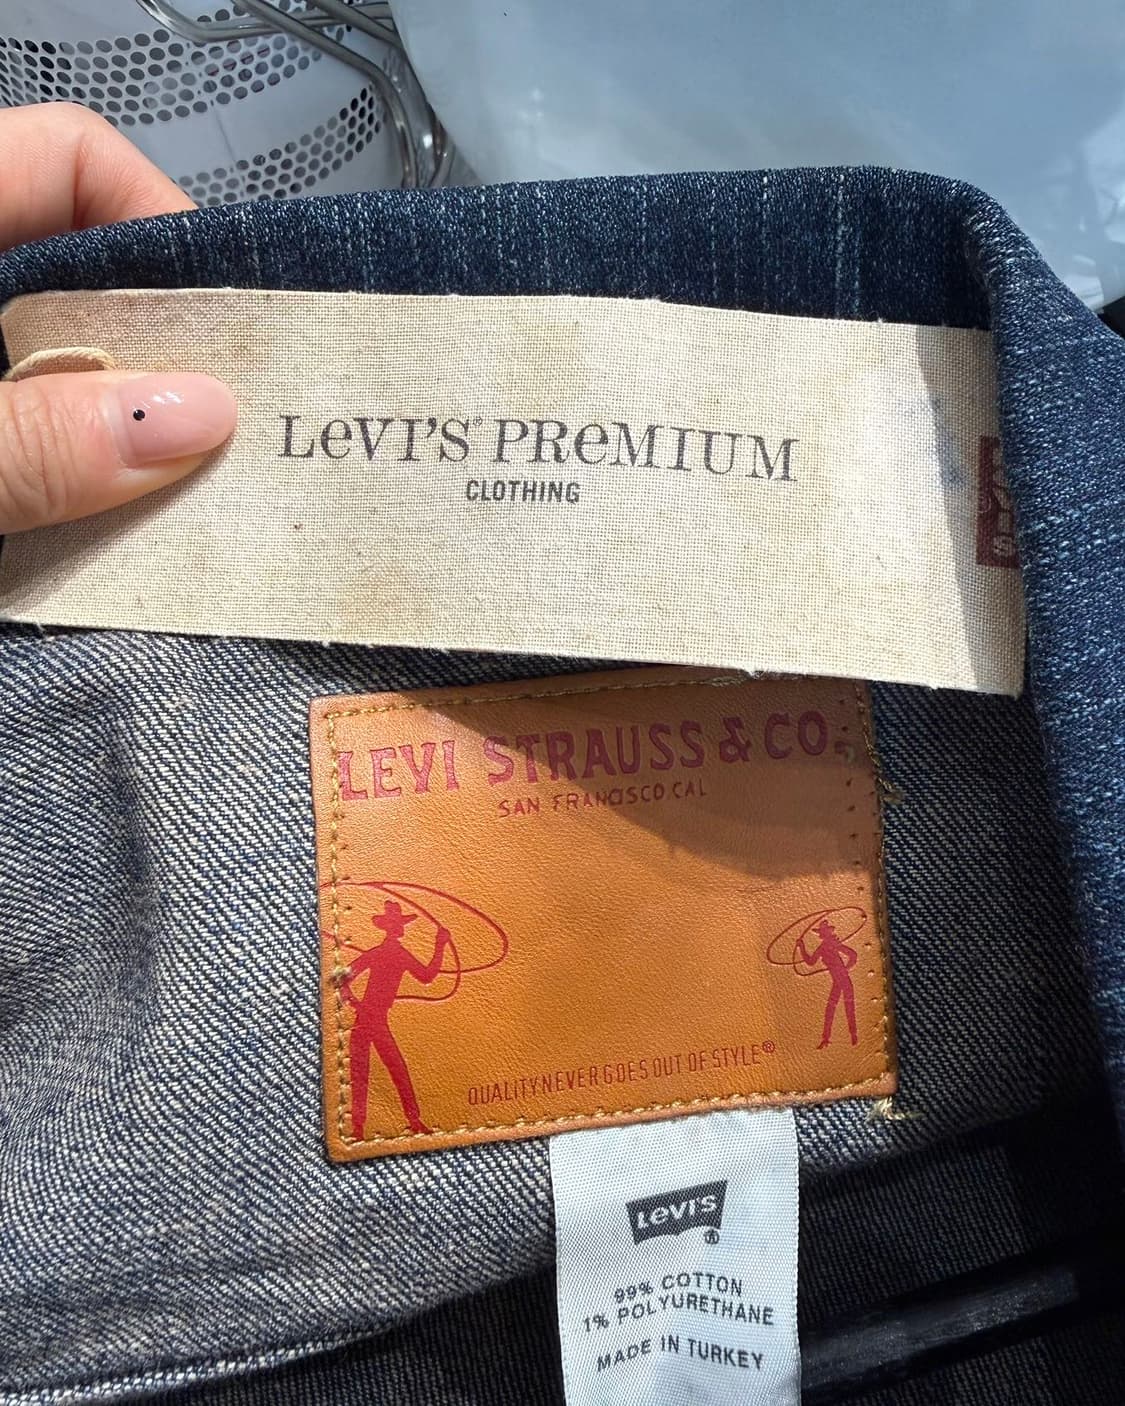 LeVI'S® PReMIUM
CLOTHING
LEVI STRAUSS & CO.
SAN FRANCISCO CAL
QUALITY NEVER GOES OUT OF STYLE®
LeVI'S
®
99% COTTON
1% POLYURETHANE
MADE IN TURKEY